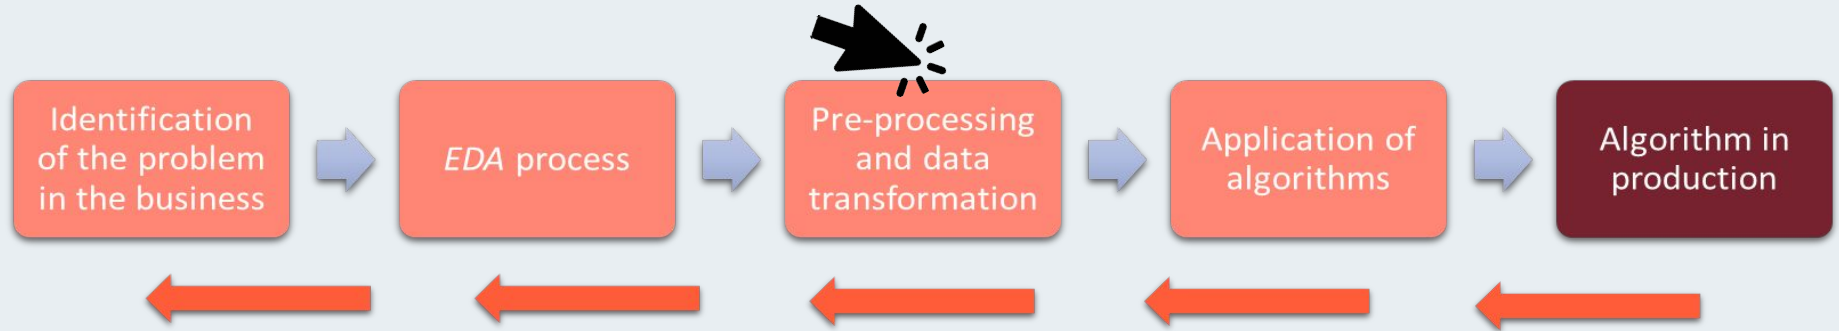 Identification
of the problem
in the business
EDA process
Pre-processing
and data
transformation
Application of
algorithms
Algorithm in
production